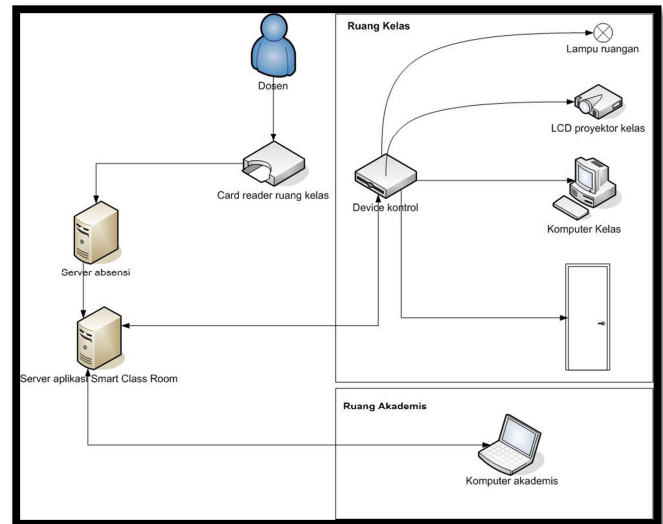 Ruang Kelas
Lampu ruangan
Dosen
LCD proyektor kelas
Card reader ruang kelas
Device kontrol
Komputer Kelas
Server absensi
Server aplikasi Smart Class Room
Ruang Akademis
Komputer akademis